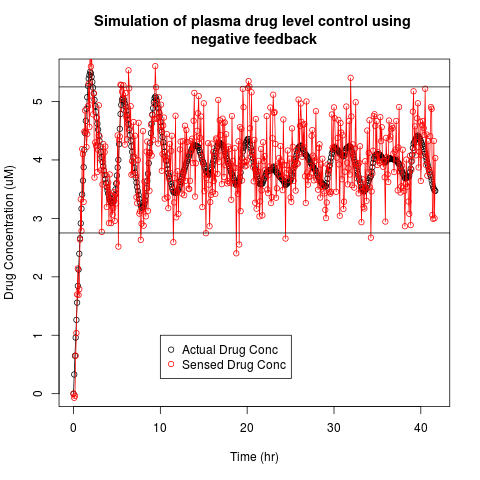 Simulation of plasma drug level control using
negative feedback
Drug Concentration (uM)
5
4
3
2
1
0
Actual Drug Conc
Sensed Drug Conc
0 10 20 30 40
Time (hr)